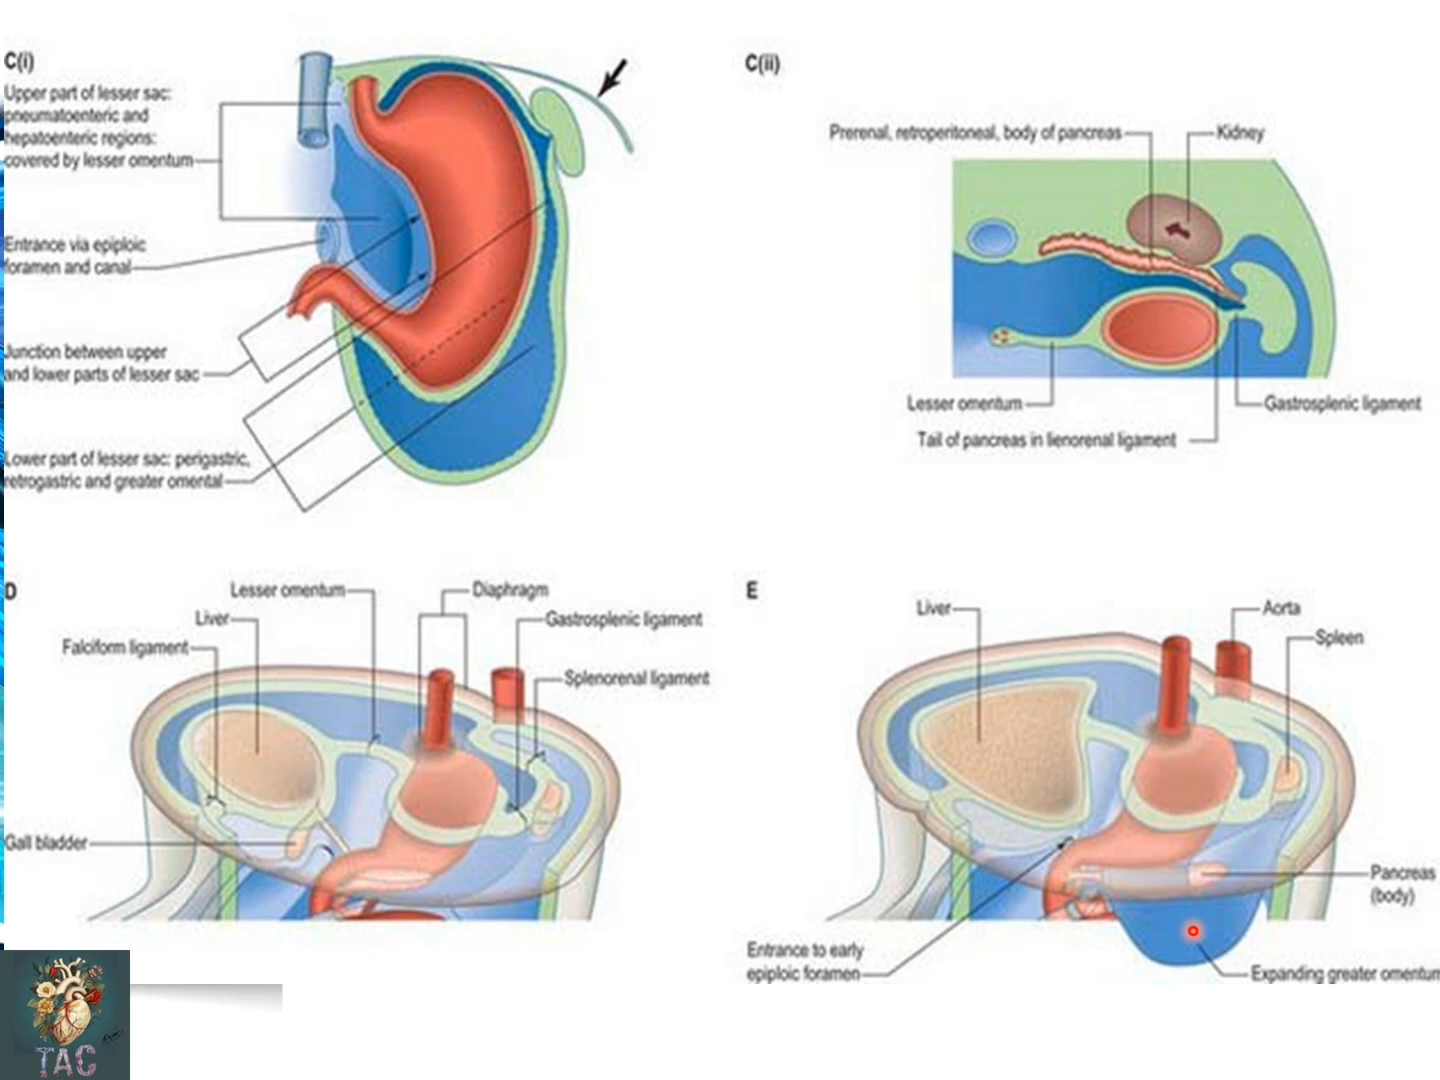 C(i)
Upper part of lesser sac:
pneumatoenteric and
hepatoenteric regions:
covered by lesser omentum
Entrance via epiploic
foramen and canal
Junction between upper
and lower parts of lesser sac
Lower part of lesser sac: perigastric,
retrogastric and greater omental
C(ii)
Prerenal, retroperitoneal, body of pancreas
Kidney
Lesser omentum
Gastrosplenic ligament
Tail of pancreas in lienorenal ligament
D
Lesser omentum
Diaphragm
Liver
Gastrosplenic ligament
Falciform ligament
Splenorenal ligament
Gall bladder
E
Liver
Aorta
Spleen
Pancreas
(body)
Entrance to early
epiploic foramen
Expanding greater omentum
TAC